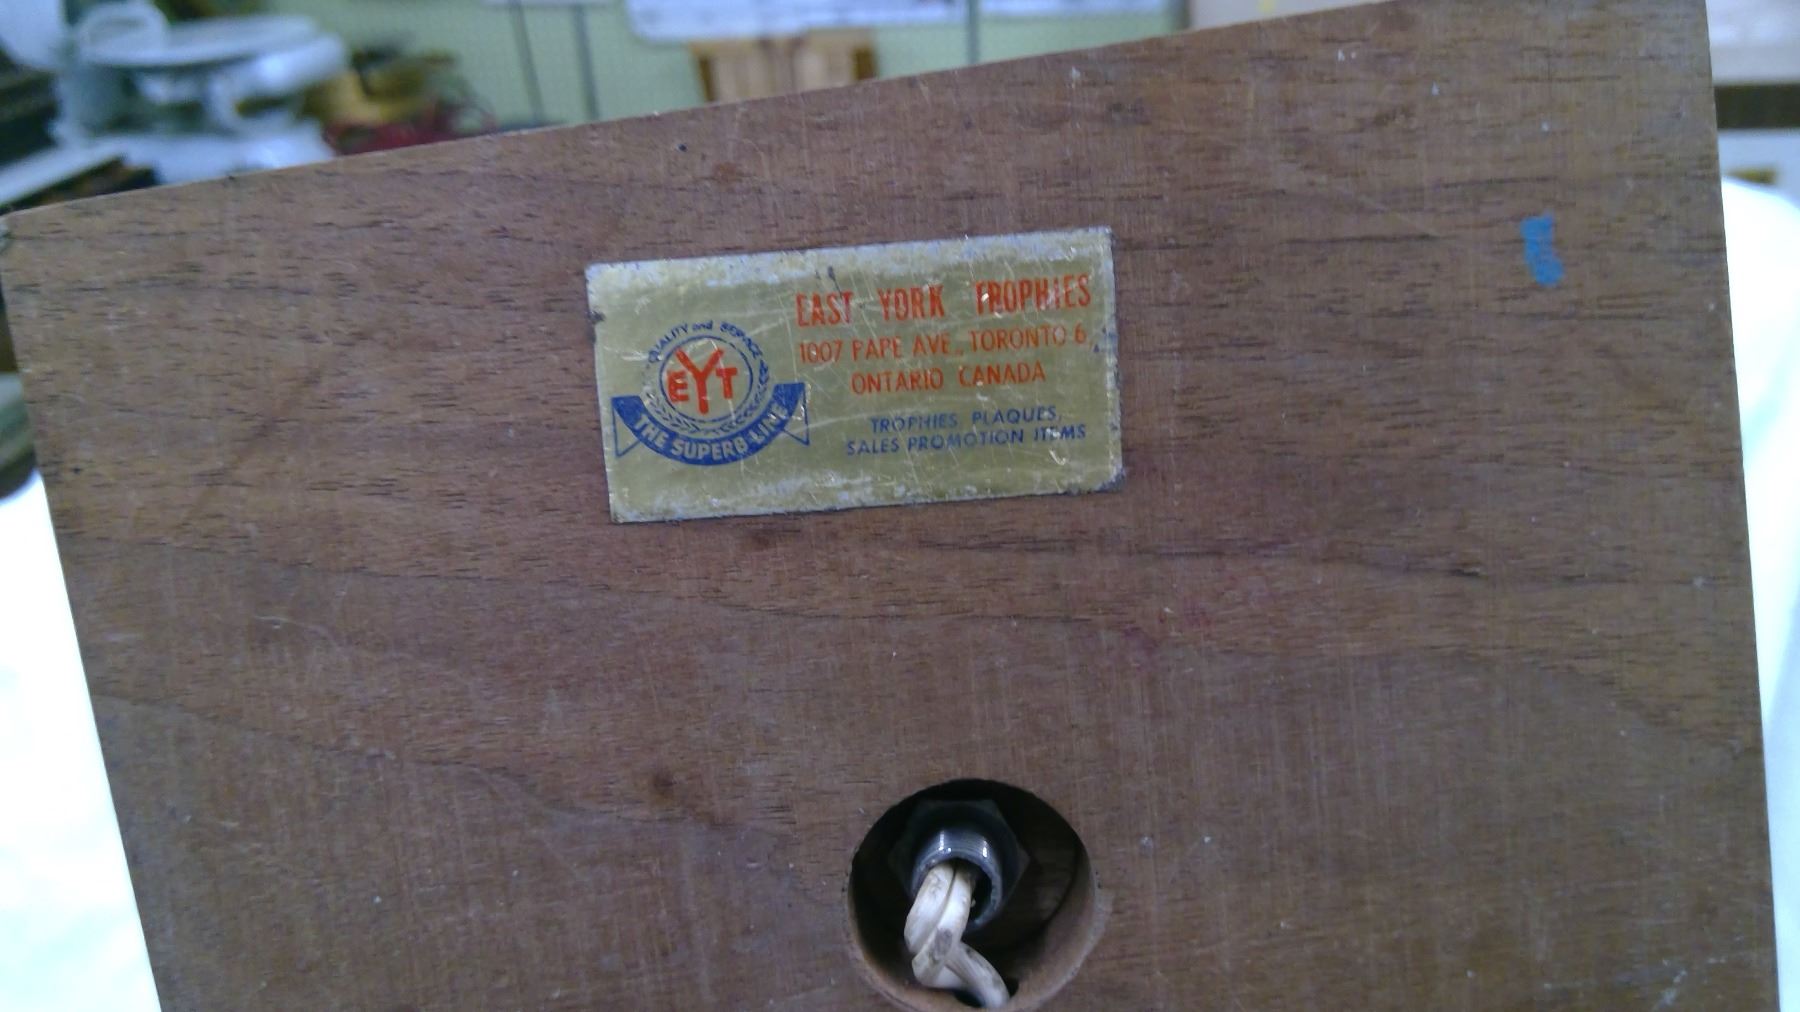 QUALITY and SERVICE
EYT
THE SUPERB LINE
EAST YORK TROPHIES
1007 PAPE AVE., TORONTO 6,
ONTARIO CANADA
TROPHIES, PLAQUES,
SALES PROMOTION ITEMS